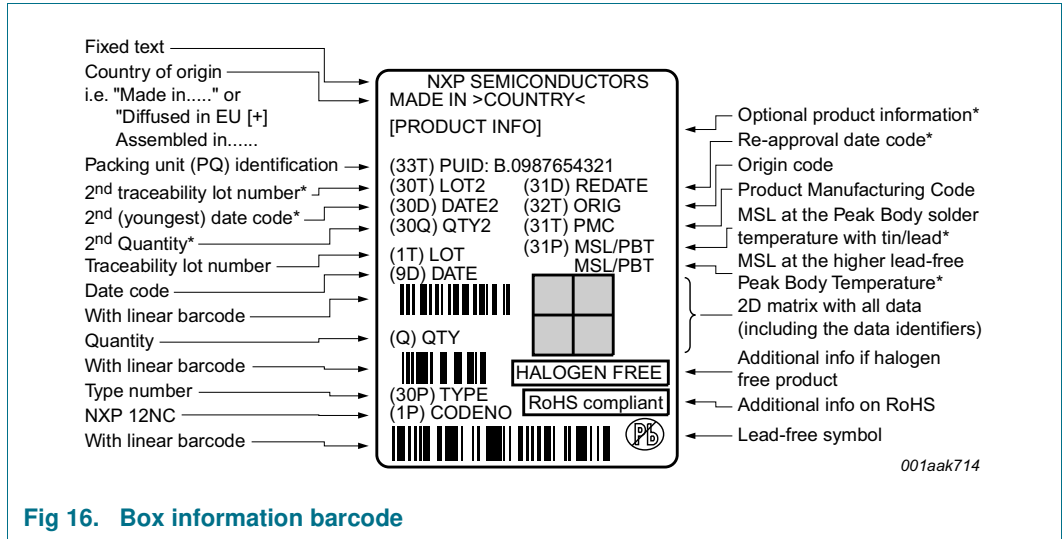 Fixed text
Country of origin
i.e. "Made in....." or
"Diffused in EU [+]
Assembled in......
Packing unit (PQ) identification
2nd traceability lot number*
2nd (youngest) date code*
2nd Quantity*
Traceability lot number
Date code
With linear barcode
Quantity
With linear barcode
Type number
NXP 12NC
With linear barcode
NXP SEMICONDUCTORS
MADE IN >COUNTRY<
[PRODUCT INFO]
(33T) PUID: B.0987654321
(30T) LOT2 (31D) REDATE
(30D) DATE2 (32T) ORIG
(30Q) QTY2 (31T) PMC
(31P) MSL/PBT
(1T) LOT MSL/PBT
(9D) DATE
(Q) QTY
HALOGEN FREE
(30P) TYPE
RoHS compliant
(1P) CODENO
Pb
Optional product information*
Re-approval date code*
Origin code
Product Manufacturing Code
MSL at the Peak Body solder
temperature with tin/lead*
MSL at the higher lead-free
Peak Body Temperature*
2D matrix with all data
(including the data identifiers)
Additional info if halogen
free product
Additional info on RoHS
Lead-free symbol
001aak714
Fig 16. Box information barcode